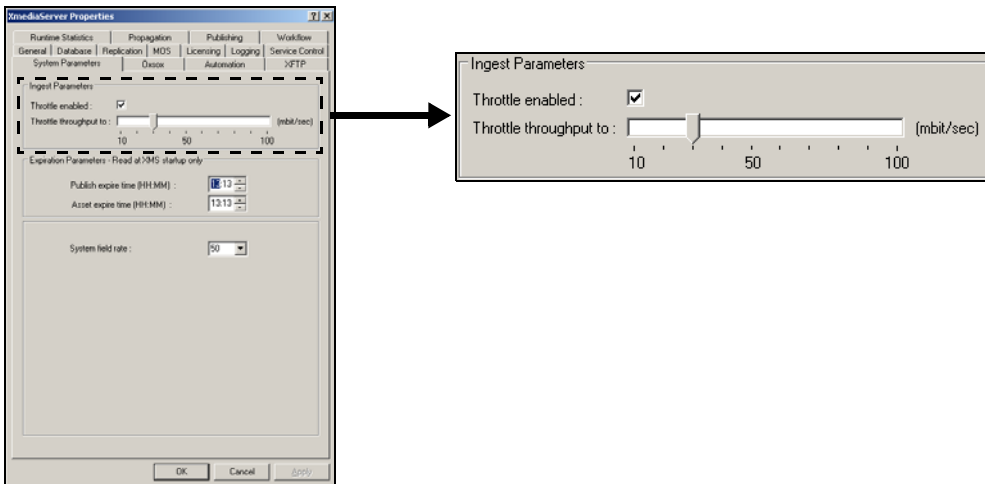 XmediaServer Properties
Runtime Statistics Propagation Publishing Workflow
General Database Replication MOS Licensing Logging Service Control
System Parameters Oxsox Automation XFTP
Ingest Parameters
Throttle enabled :
Throttle throughput to : (mbit/sec)
10 50 100
Expiration Parameters - Read at XMS startup only
Publish expire time (HH:MM) : 13:13
Asset expire time (HH:MM) : 13:13
System field rate : 50
OK Cancel Apply
Ingest Parameters
Throttle enabled :
Throttle throughput to : (mbit/sec)
10 50 100